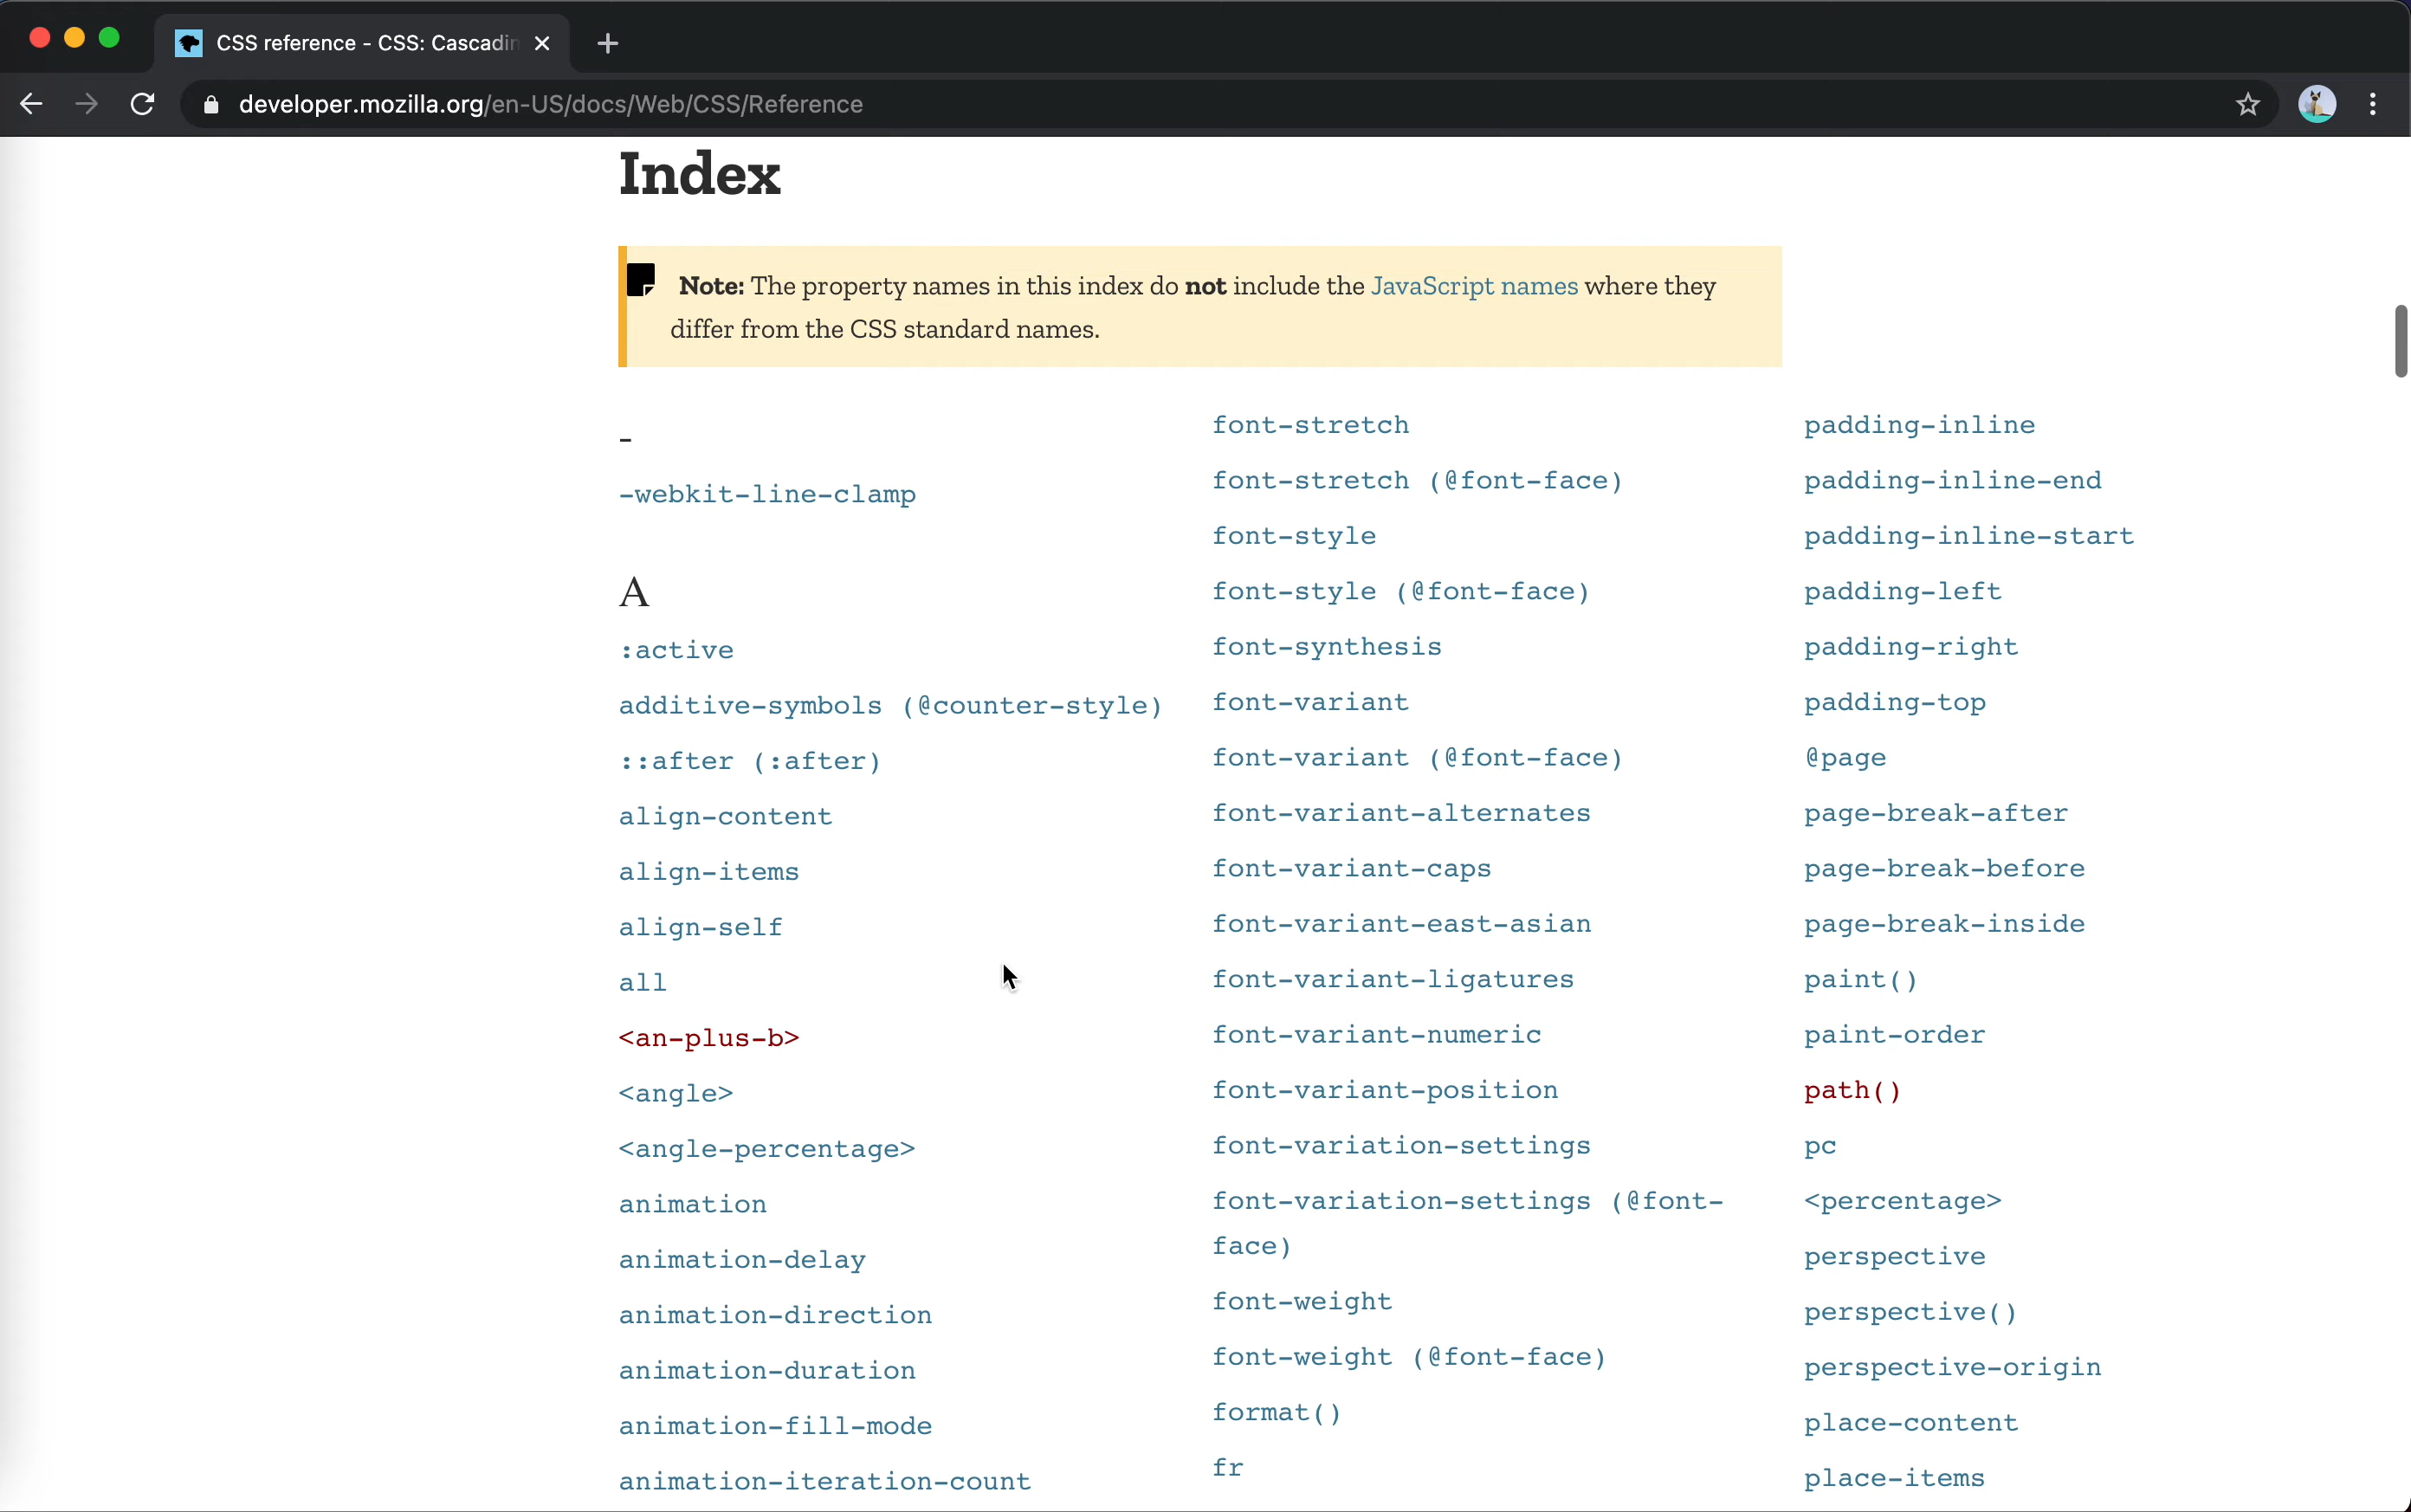 CSS reference - CSS: Cascadin
developer.mozilla.org/en-US/docs/Web/CSS/Reference
Index
Note: The property names in this index do not include the JavaScript names where they
differ from the CSS standard names.
-
-webkit-line-clamp
A
:active
additive-symbols (@counter-style)
::after (:after)
align-content
align-items
align-self
all
<an-plus-b>
<angle>
<angle-percentage>
animation
animation-delay
animation-direction
animation-duration
animation-fill-mode
animation-iteration-count
font-stretch
font-stretch (@font-face)
font-style
font-style (@font-face)
font-synthesis
font-variant
font-variant (@font-face)
font-variant-alternates
font-variant-caps
font-variant-east-asian
font-variant-ligatures
font-variant-numeric
font-variant-position
font-variation-settings
font-variation-settings (@font-
face)
font-weight
font-weight (@font-face)
format()
fr
padding-inline
padding-inline-end
padding-inline-start
padding-left
padding-right
padding-top
@page
page-break-after
page-break-before
page-break-inside
paint()
paint-order
path()
pc
<percentage>
perspective
perspective()
perspective-origin
place-content
place-items